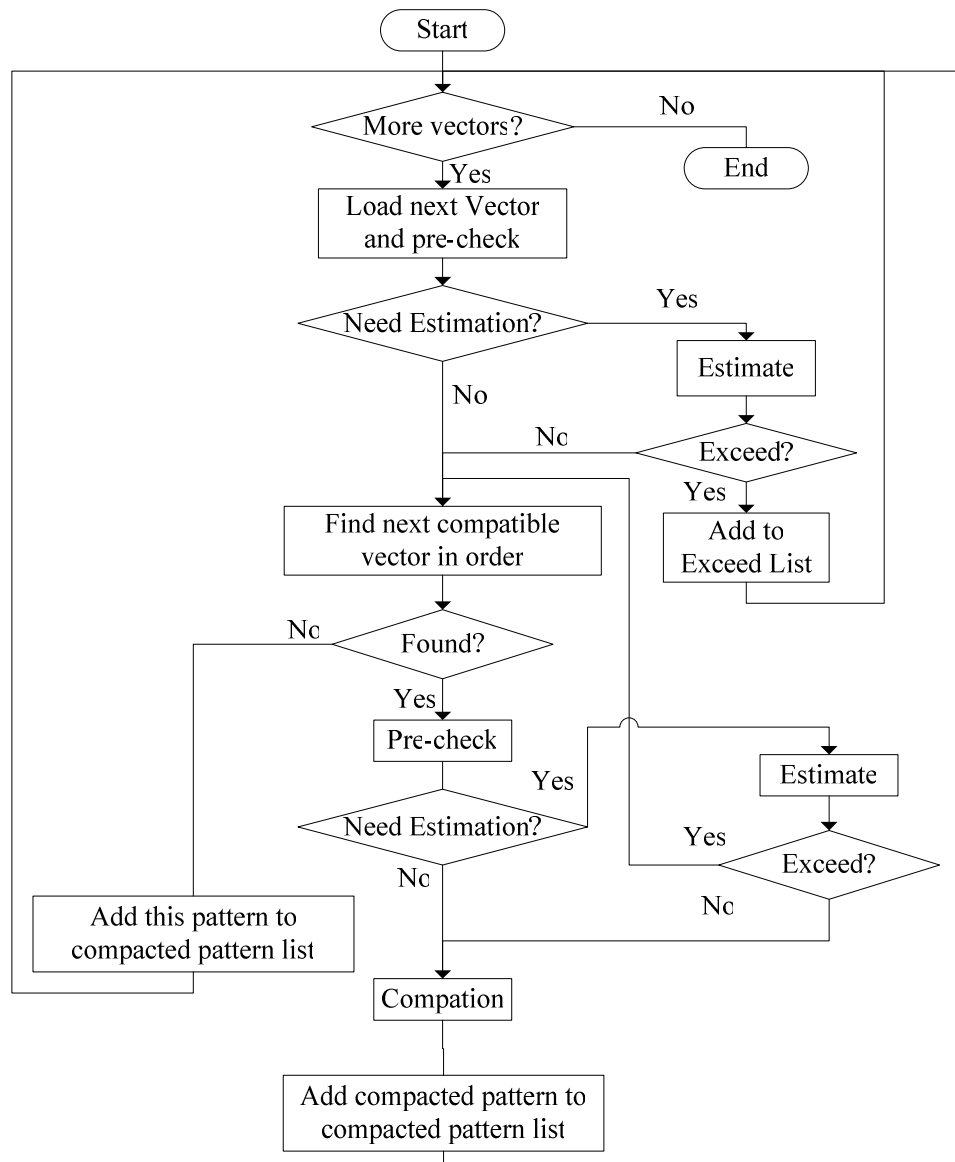 Start
More vectors?
No
End
Yes
Load next Vector
and pre-check
Need Estimation?
Yes
Estimate
No
No
Exceed?
Yes
Add to
Exceed List
Find next compatible
vector in order
No
Found?
Yes
Pre-check
Yes
Estimate
Need Estimation?
Yes
Exceed?
No
No
Add this pattern to
compacted pattern list
Compation
Add compacted pattern to
compacted pattern list